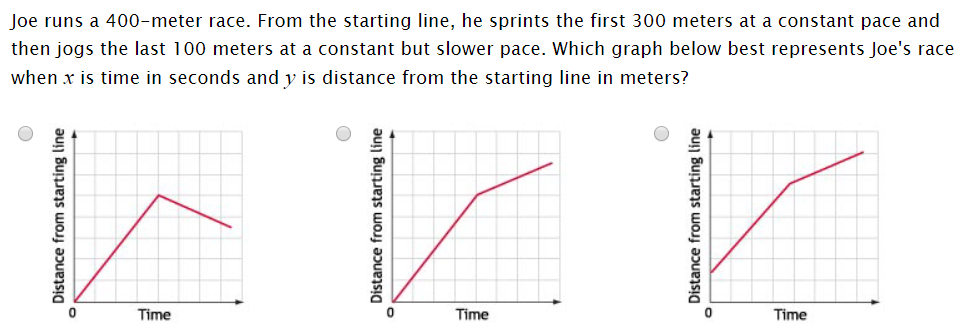 Joe runs a 400-meter race. From the starting line, he sprints the first 300 meters at a constant pace and
then jogs the last 100 meters at a constant but slower pace. Which graph below best represents Joe's race
when x is time in seconds and y is distance from the starting line in meters?
Distance from starting line
0
Time
Distance from starting line
0
Time
Distance from starting line
0
Time